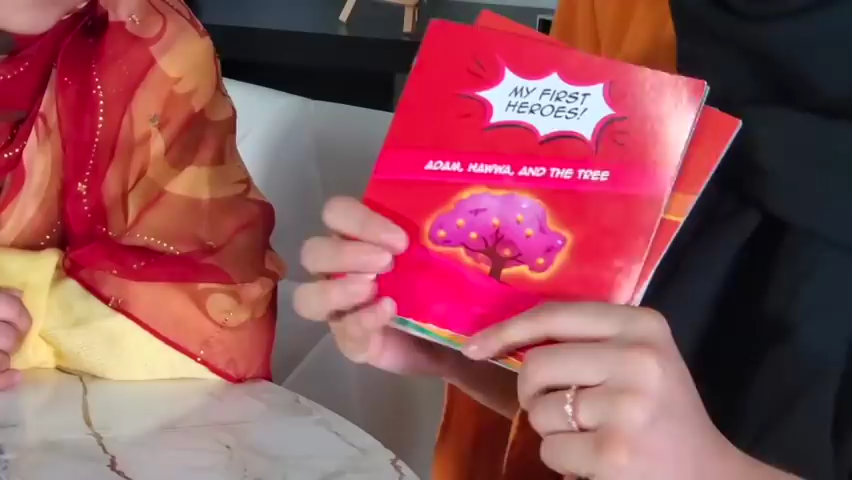 MY FIRST
HEROES!
ADAM, HAWWA, AND THE TREE